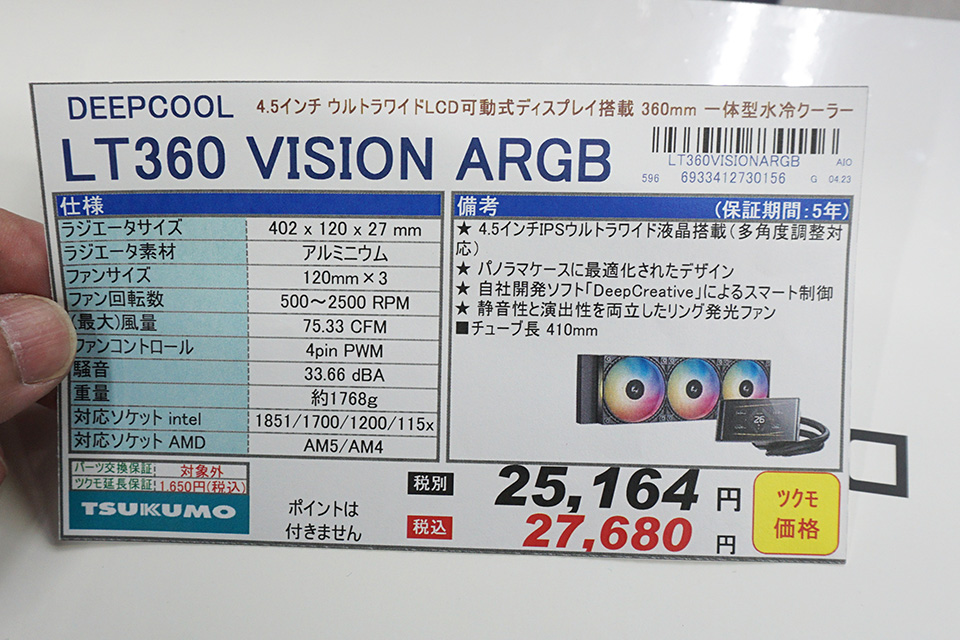 DEEPCOOL 4.5インチ ウルトラワイドLCD可動式ディスプレイ搭載 360mm 一体型水冷クーラー
LT360 VISION ARGB
LT360VISIONARGB AIO
596 6933412730156 G 04.23
仕様
ラジエータサイズ 402 x 120 x 27 mm
ラジエータ素材 アルミニウム
ファンサイズ 120mm×3
ファン回転数 500～2500 RPM
(最大)風量 75.33 CFM
ファンコントロール 4pin PWM
騒音 33.66 dBA
重量 約1768g
対応ソケット intel 1851/1700/1200/115x
対応ソケット AMD AM5/AM4
備考 (保証期間:5年)
★ 4.5インチIPSウルトラワイド液晶搭載(多角度調整対
応)
★ パノラマケースに最適化されたデザイン
★ 自社開発ソフト「DeepCreative」によるスマート制御
★ 静音性と演出性を両立したリング発光ファン
■チューブ長 410mm
26
パーツ交換保証 対象外
ツクモ延長保証 1,650円(税込)
TSUKUMO
ポイントは
付きません
税別 25,164 円
税込 27,680 円
ツクモ
価格